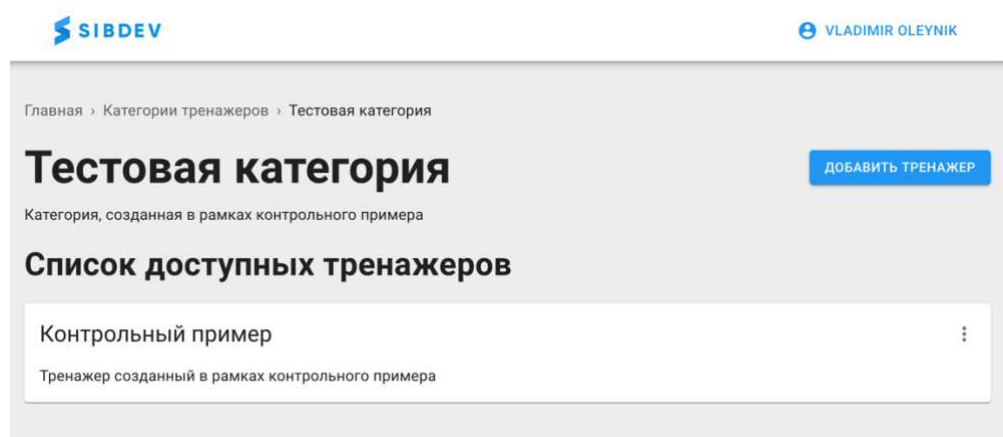 SIBDEV
VLADIMIR OLEYNIK
Главная › Категории тренажеров › Тестовая категория
Тестовая категория
ДОБАВИТЬ ТРЕНАЖЕР
Категория, созданная в рамках контрольного примера
Список доступных тренажеров
Контрольный пример
Тренажер созданный в рамках контрольного примера